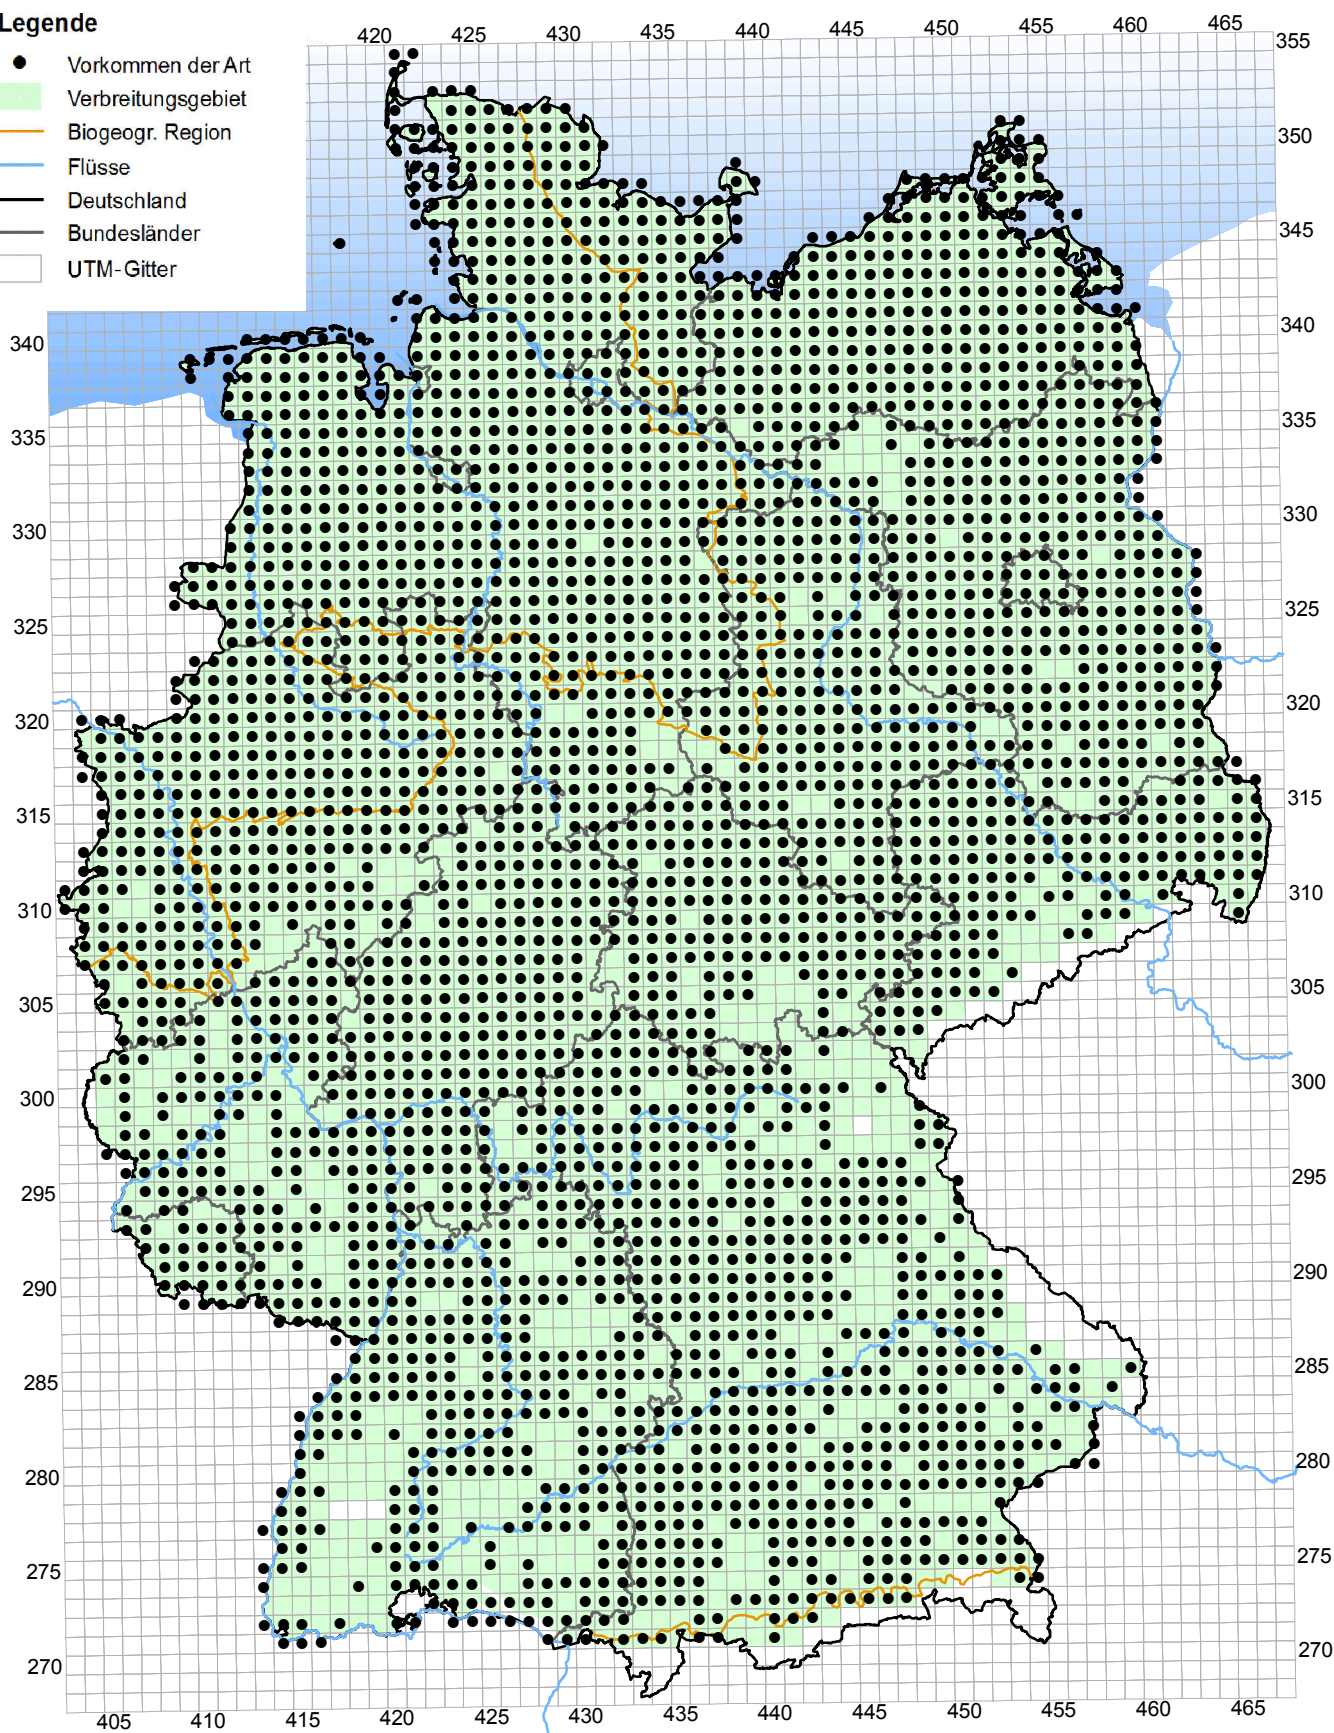 Legende
Vorkommen der Art
Verbreitungsgebiet
Biogeogr. Region
Flüsse
Deutschland
Bundesländer
UTM-Gitter
420 425 430 435 440 445 450 455 460 465
355
350
345
340 340
335 335
330 330
325 325
320 320
315 315
310 310
305 305
300 300
295 295
290 290
285 285
280 280
275 275
270 270
405 410 415 420 425 430 435 440 445 450 455 460 465